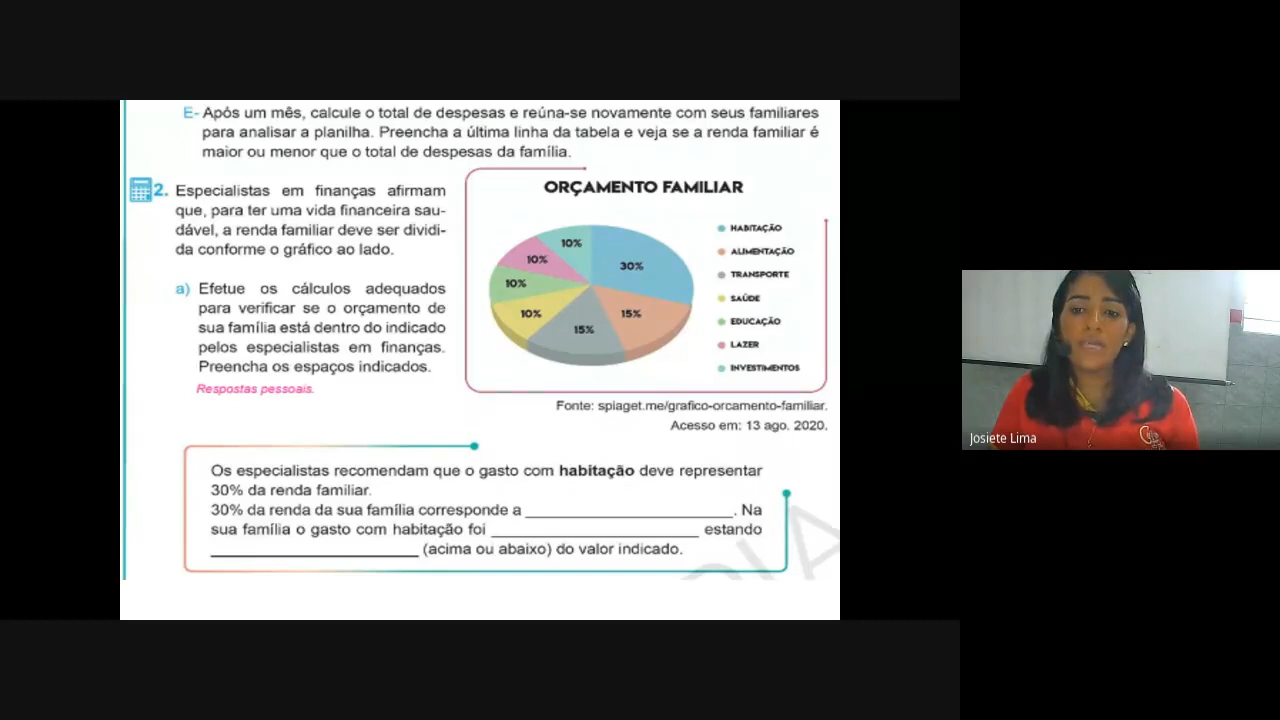 E- Após um mês, calcule o total de despesas e reúna-se novamente com seus familiares
para analisar a planilha. Preencha a última linha da tabela e veja se a renda familiar é
maior ou menor que o total de despesas da família.
2. Especialistas em finanças afirmam
que, para ter uma vida financeira sau-
dável, a renda familiar deve ser dividi-
da conforme o gráfico ao lado.
a) Efetue os cálculos adequados
para verificar se o orçamento de
sua família está dentro do indicado
pelos especialistas em finanças.
Preencha os espaços indicados.
Respostas pessoais.
ORÇAMENTO FAMILIAR
10%
30%
10%
10%
10%
15%
15%
HABITAÇÃO
ALIMENTAÇÃO
TRANSPORTE
SAÚDE
EDUCAÇÃO
LAZER
INVESTIMENTOS
Fonte: spiaget.me/grafico-orcamento-familiar.
Acesso em: 13 ago. 2020.
Os especialistas recomendam que o gasto com habitação deve representar
30% da renda familiar.
30% da renda da sua família corresponde a ____________________. Na
sua família o gasto com habitação foi ____________________ estando
____________________ (acima ou abaixo) do valor indicado.
Josiete Lima